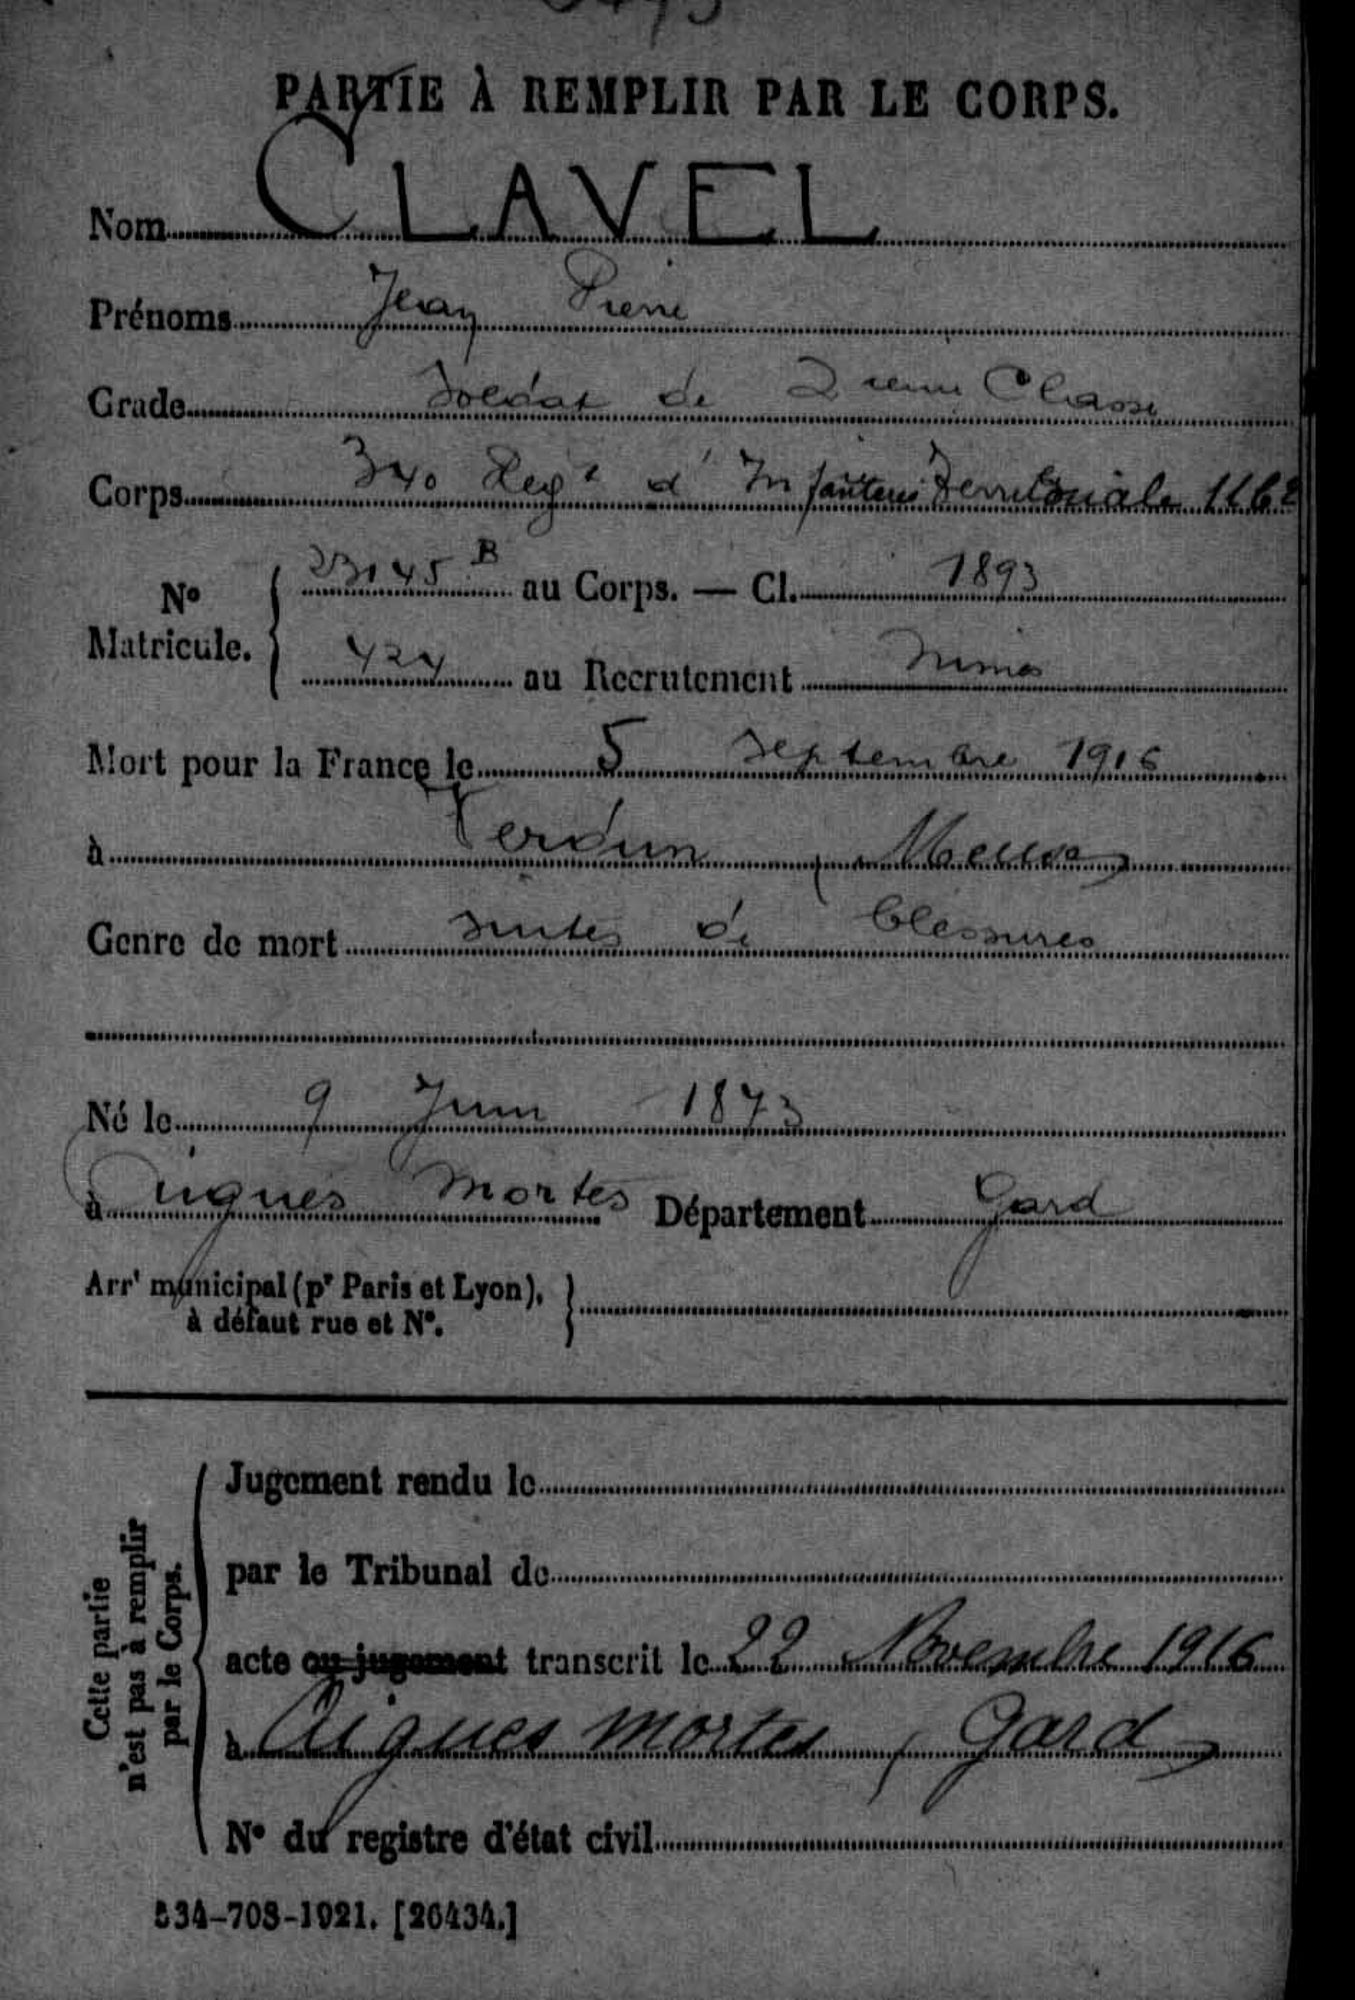 PARTIE À REMPLIR PAR LE CORPS.
Nom CLAVEL
Prénoms Jean Pierre
Grade Soldat de 2ieme Classe
Corps 340 Regt d'Infanterie Territoriale
N° Matricule. { 23145 B au Corps. — Cl. 1893
424 au Recrutement Nimes
Mort pour la France le 5 Septembre 1916
à Verdun, Meuse
Genre de mort suites de blessures
Né le 9 Juin 1873
à Aigues Mortes Département Gard
Arrt municipal (pr Paris et Lyon), }
à défaut rue et N°.
Cette partie
n'est pas à remplir
par le Corps.
Jugement rendu le
par le Tribunal de
acte ou jugement transcrit le 22 Novembre 1916
à Aigues mortes, Gard
N° du registre d'état civil
534-708-1921. [26434.]